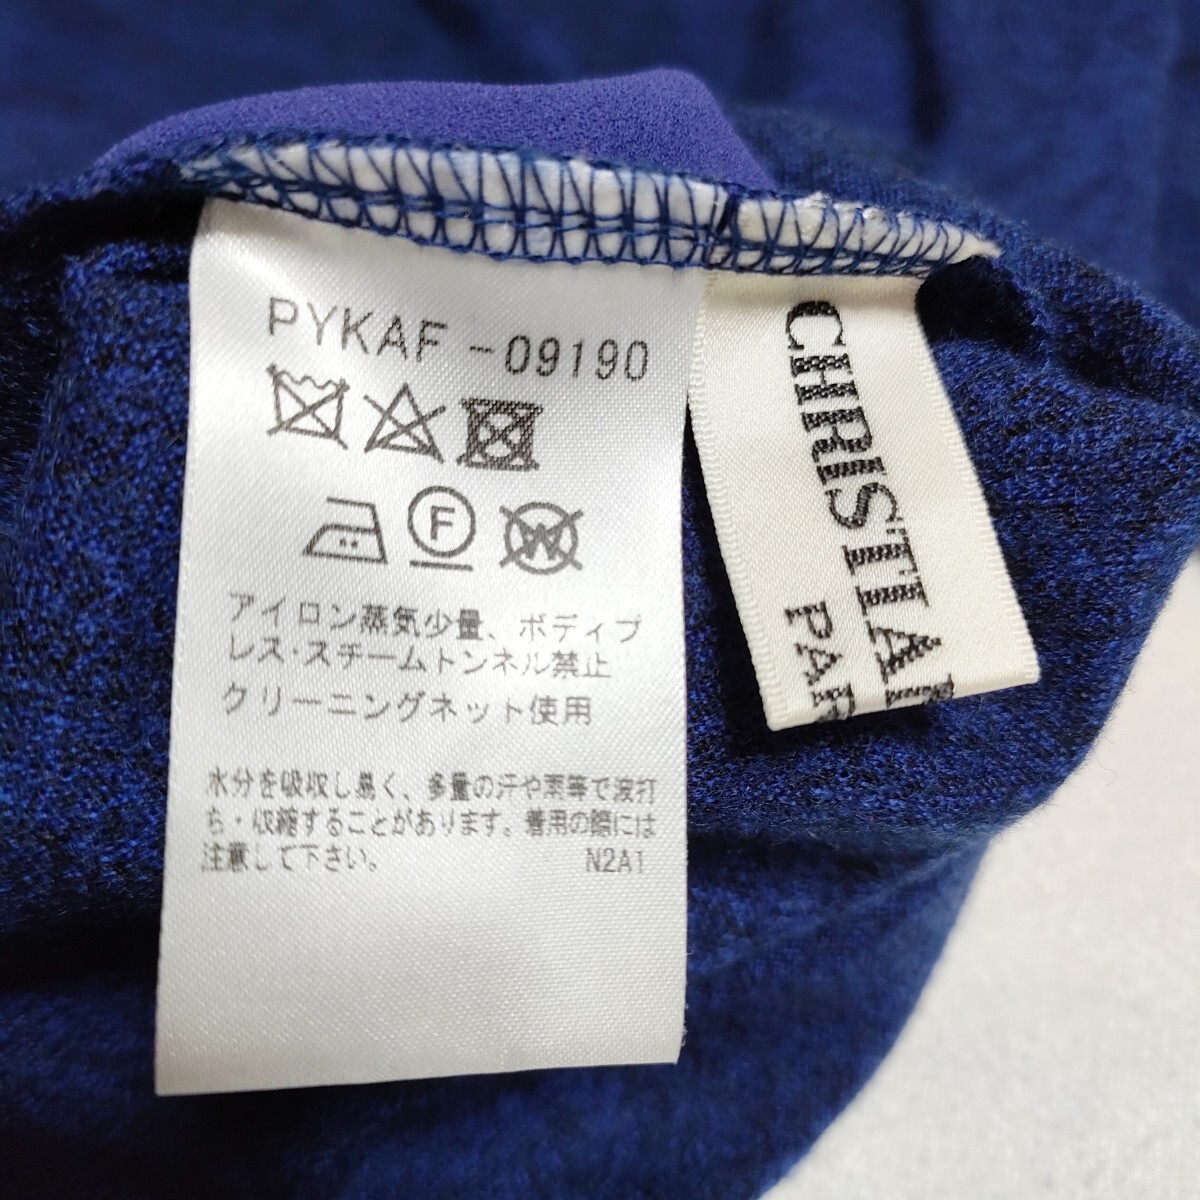 PYKAF-09190
F
W
アイロン蒸気少量、ボディプ
レス・スチームトンネル禁止
クリーニングネット使用
水分を吸収し易く、多量の汗や雨等で波打
ち・収縮することがあります。着用の際には
注意して下さい。 N2A1
CHRISTIA
PAR